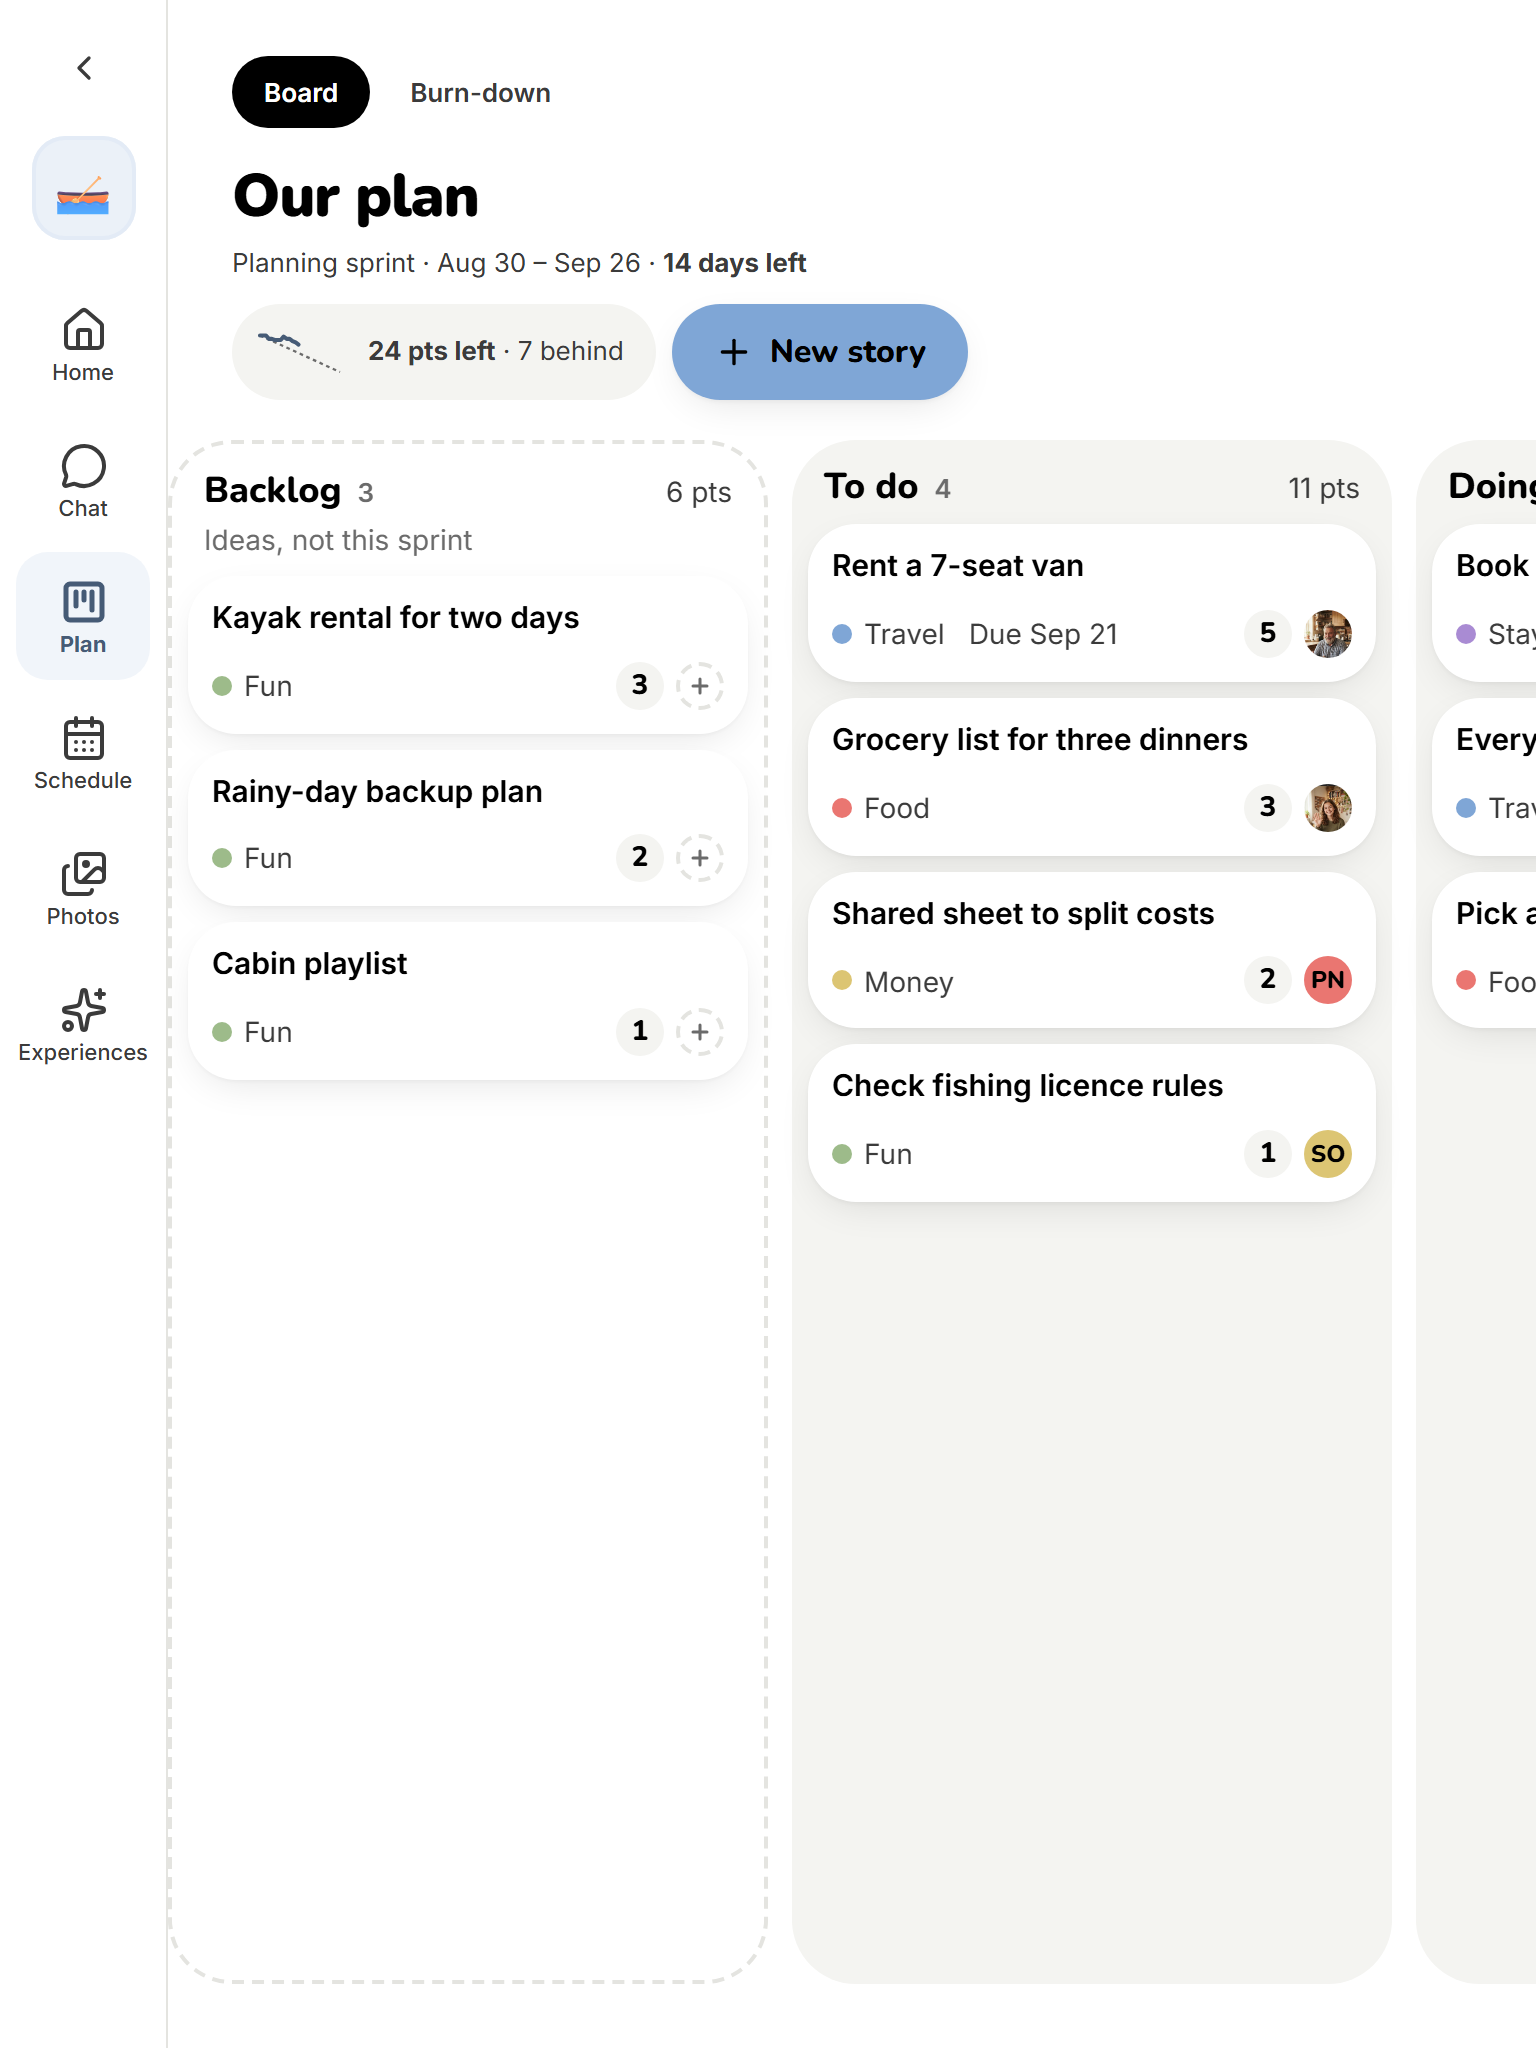 Board
Burn-down
Our plan
Planning sprint · Aug 30 – Sep 26 · 14 days left
24 pts left · 7 behind
New story
Home
Chat
Plan
Schedule
Photos
Experiences
Backlog 3
6 pts
Ideas, not this sprint
Kayak rental for two days
Fun
3
Rainy-day backup plan
Fun
2
Cabin playlist
Fun
1
To do 4
11 pts
Rent a 7-seat van
Travel Due Sep 21
5
Grocery list for three dinners
Food
3
Shared sheet to split costs
Money
2 PN
Check fishing licence rules
Fun
1 SO
Doing
Book
Stay
Every
Trav
Pick a
Foo